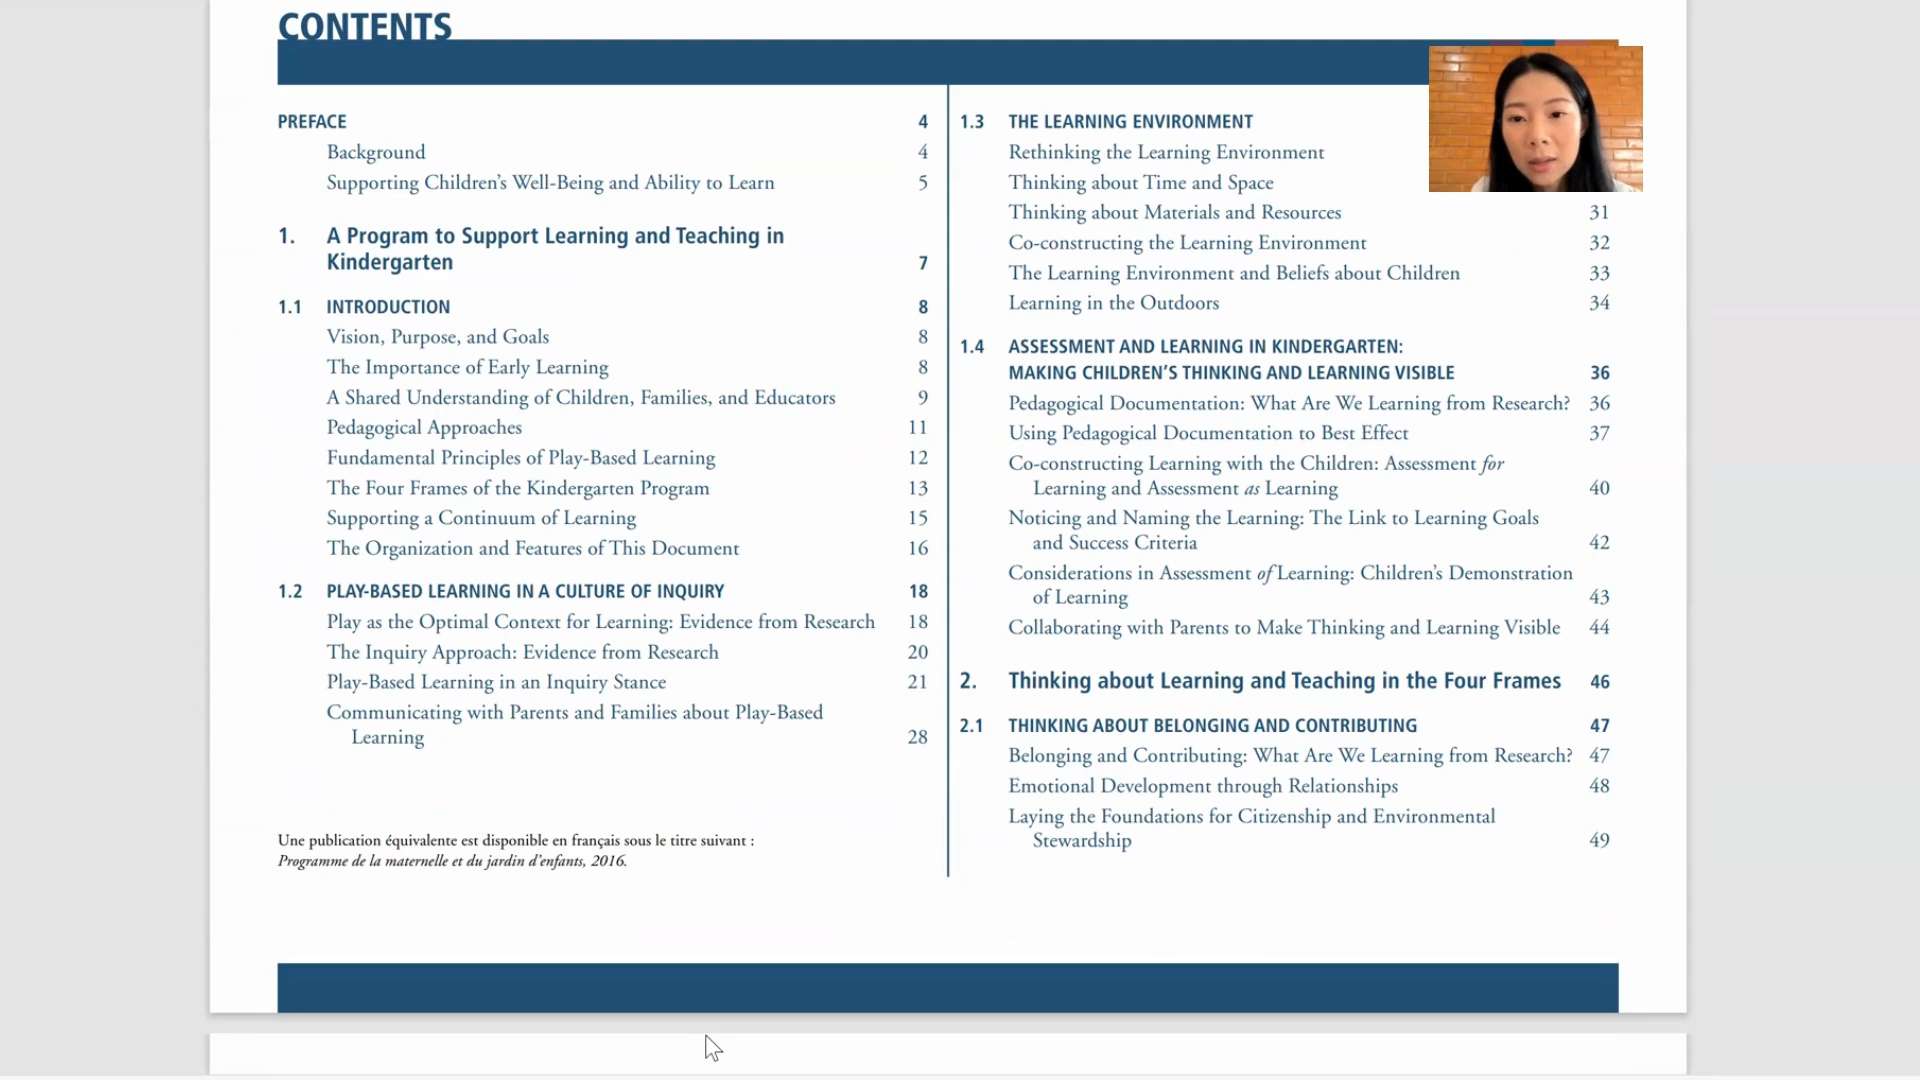 CONTENTS
PREFACE 4
Background 4
Supporting Children's Well-Being and Ability to Learn 5
1. A Program to Support Learning and Teaching in
Kindergarten 7
1.1 INTRODUCTION 8
Vision, Purpose, and Goals 8
The Importance of Early Learning 8
A Shared Understanding of Children, Families, and Educators 9
Pedagogical Approaches 11
Fundamental Principles of Play-Based Learning 12
The Four Frames of the Kindergarten Program 13
Supporting a Continuum of Learning 15
The Organization and Features of This Document 16
1.2 PLAY-BASED LEARNING IN A CULTURE OF INQUIRY 18
Play as the Optimal Context for Learning: Evidence from Research 18
The Inquiry Approach: Evidence from Research 20
Play-Based Learning in an Inquiry Stance 21
Communicating with Parents and Families about Play-Based
Learning 28
Une publication équivalente est disponible en français sous le titre suivant :
Programme de la maternelle et du jardin d'enfants, 2016.
1.3 THE LEARNING ENVIRONMENT
Rethinking the Learning Environment
Thinking about Time and Space
Thinking about Materials and Resources 31
Co-constructing the Learning Environment 32
The Learning Environment and Beliefs about Children 33
Learning in the Outdoors 34
1.4 ASSESSMENT AND LEARNING IN KINDERGARTEN:
MAKING CHILDREN'S THINKING AND LEARNING VISIBLE 36
Pedagogical Documentation: What Are We Learning from Research? 36
Using Pedagogical Documentation to Best Effect 37
Co-constructing Learning with the Children: Assessment for
Learning and Assessment as Learning 40
Noticing and Naming the Learning: The Link to Learning Goals
and Success Criteria 42
Considerations in Assessment of Learning: Children's Demonstration
of Learning 43
Collaborating with Parents to Make Thinking and Learning Visible 44
2. Thinking about Learning and Teaching in the Four Frames 46
2.1 THINKING ABOUT BELONGING AND CONTRIBUTING 47
Belonging and Contributing: What Are We Learning from Research? 47
Emotional Development through Relationships 48
Laying the Foundations for Citizenship and Environmental
Stewardship 49